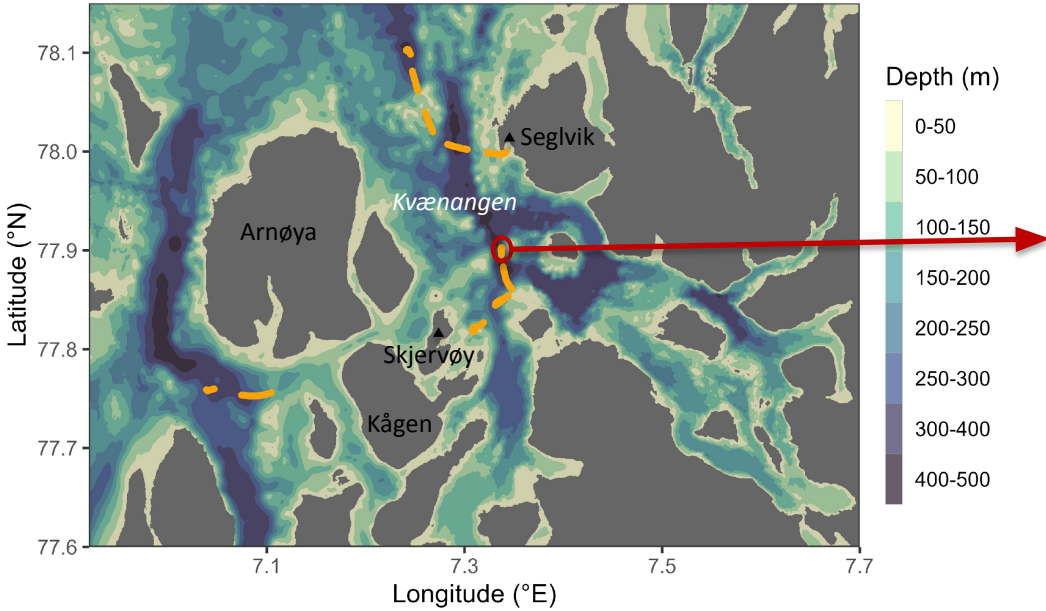 78.1
78.0
77.9
77.8
77.7
77.6
Latitude (°N)
7.1
7.3
7.5
7.7
Longitude (°E)
Seglvik
Kvænangen
Arnøya
Skjervøy
Kågen
Depth (m)
0-50
50-100
100-150
150-200
200-250
250-300
300-400
400-500